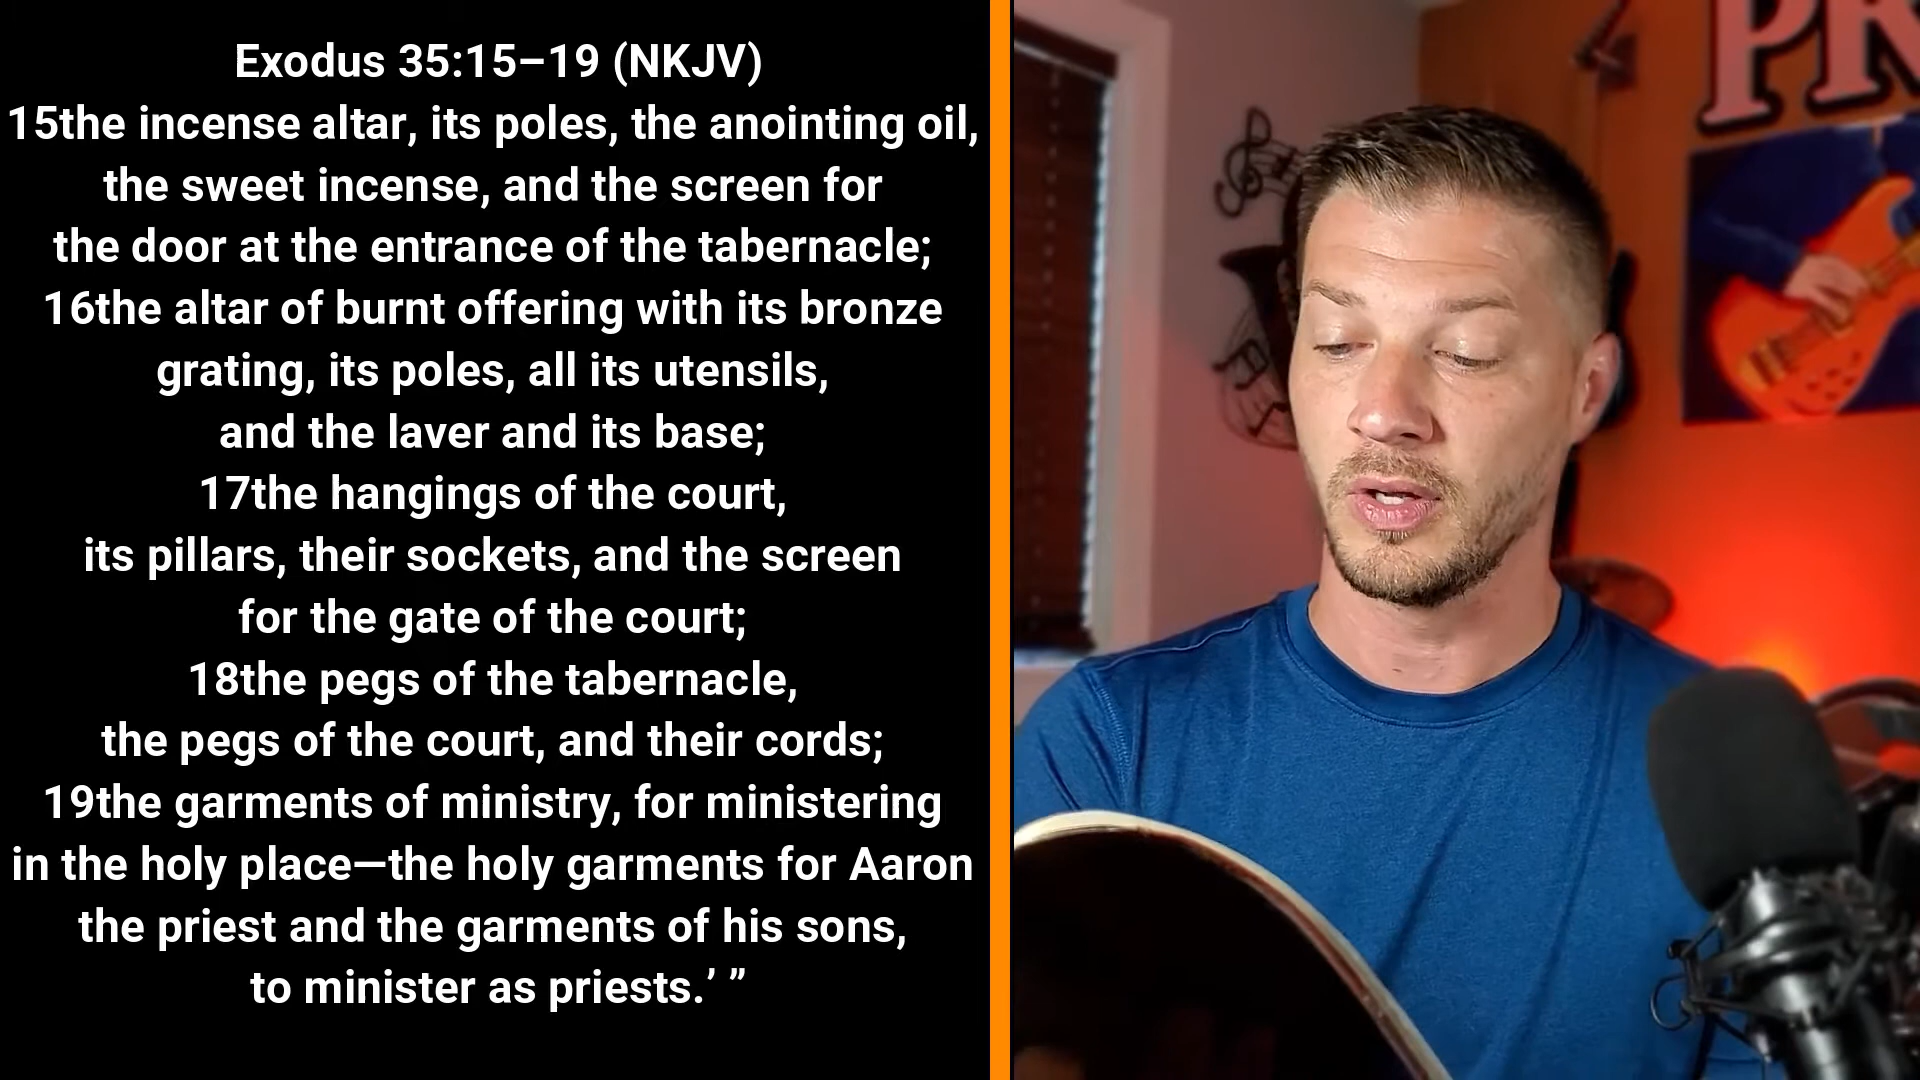 Exodus 35:15–19 (NKJV)
15the incense altar, its poles, the anointing oil,
the sweet incense, and the screen for
the door at the entrance of the tabernacle;
16the altar of burnt offering with its bronze
grating, its poles, all its utensils,
and the laver and its base;
17the hangings of the court,
its pillars, their sockets, and the screen
for the gate of the court;
18the pegs of the tabernacle,
the pegs of the court, and their cords;
19the garments of ministry, for ministering
in the holy place—the holy garments for Aaron
the priest and the garments of his sons,
to minister as priests.’ ”